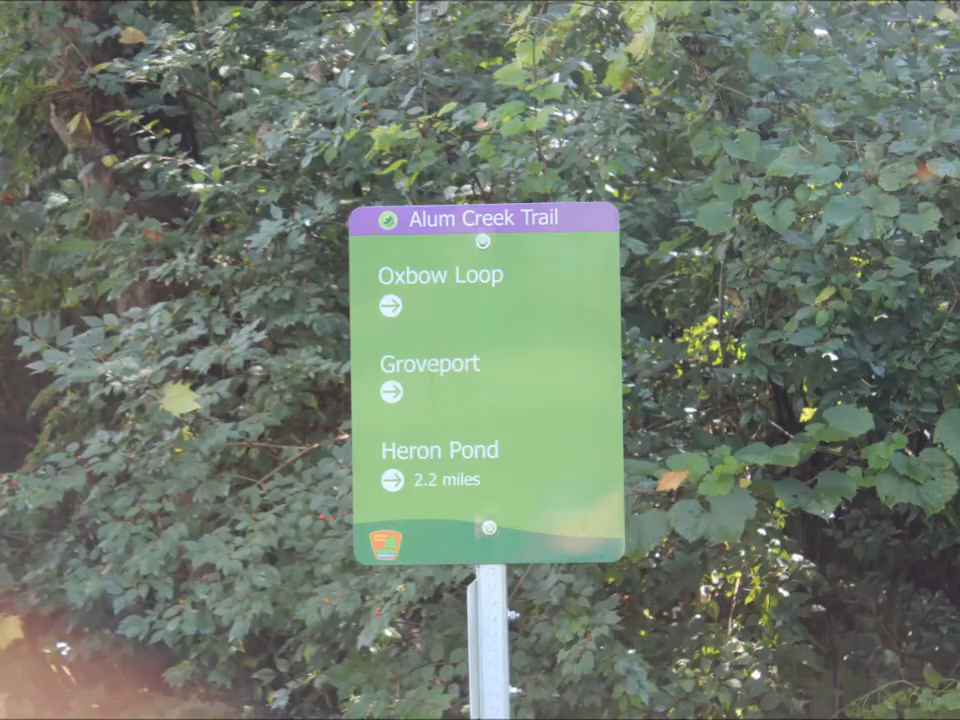 Alum Creek Trail
Oxbow Loop
Groveport
Heron Pond
2.2 miles